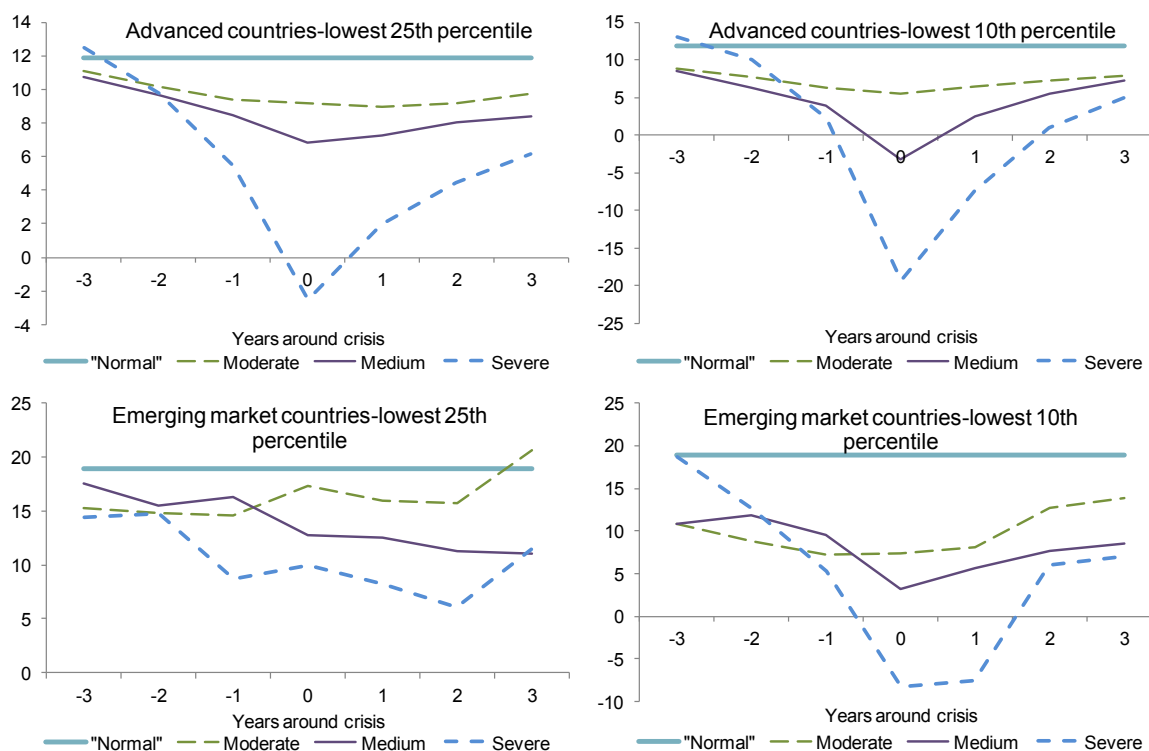 Advanced countries-lowest 25th percentile
14
12
10
8
6
4
2
0
-2
-4
-3 -2 -1 0 1 2 3
Years around crisis
"Normal" Moderate Medium Severe
Advanced countries-lowest 10th percentile
15
10
5
0
-5
-10
-15
-20
-25
-3 -2 -1 0 1 2 3
Years around crisis
"Normal" Moderate Medium Severe
Emerging market countries-lowest 25th
percentile
25
20
15
10
5
0
-3 -2 -1 0 1 2 3
Years around crisis
"Normal" Moderate Medium Severe
Emerging market countries-lowest 10th
percentile
25
20
15
10
5
0
-5
-10
-3 -2 -1 0 1 2 3
Years around crisis
"Normal" Moderate Medium Severe